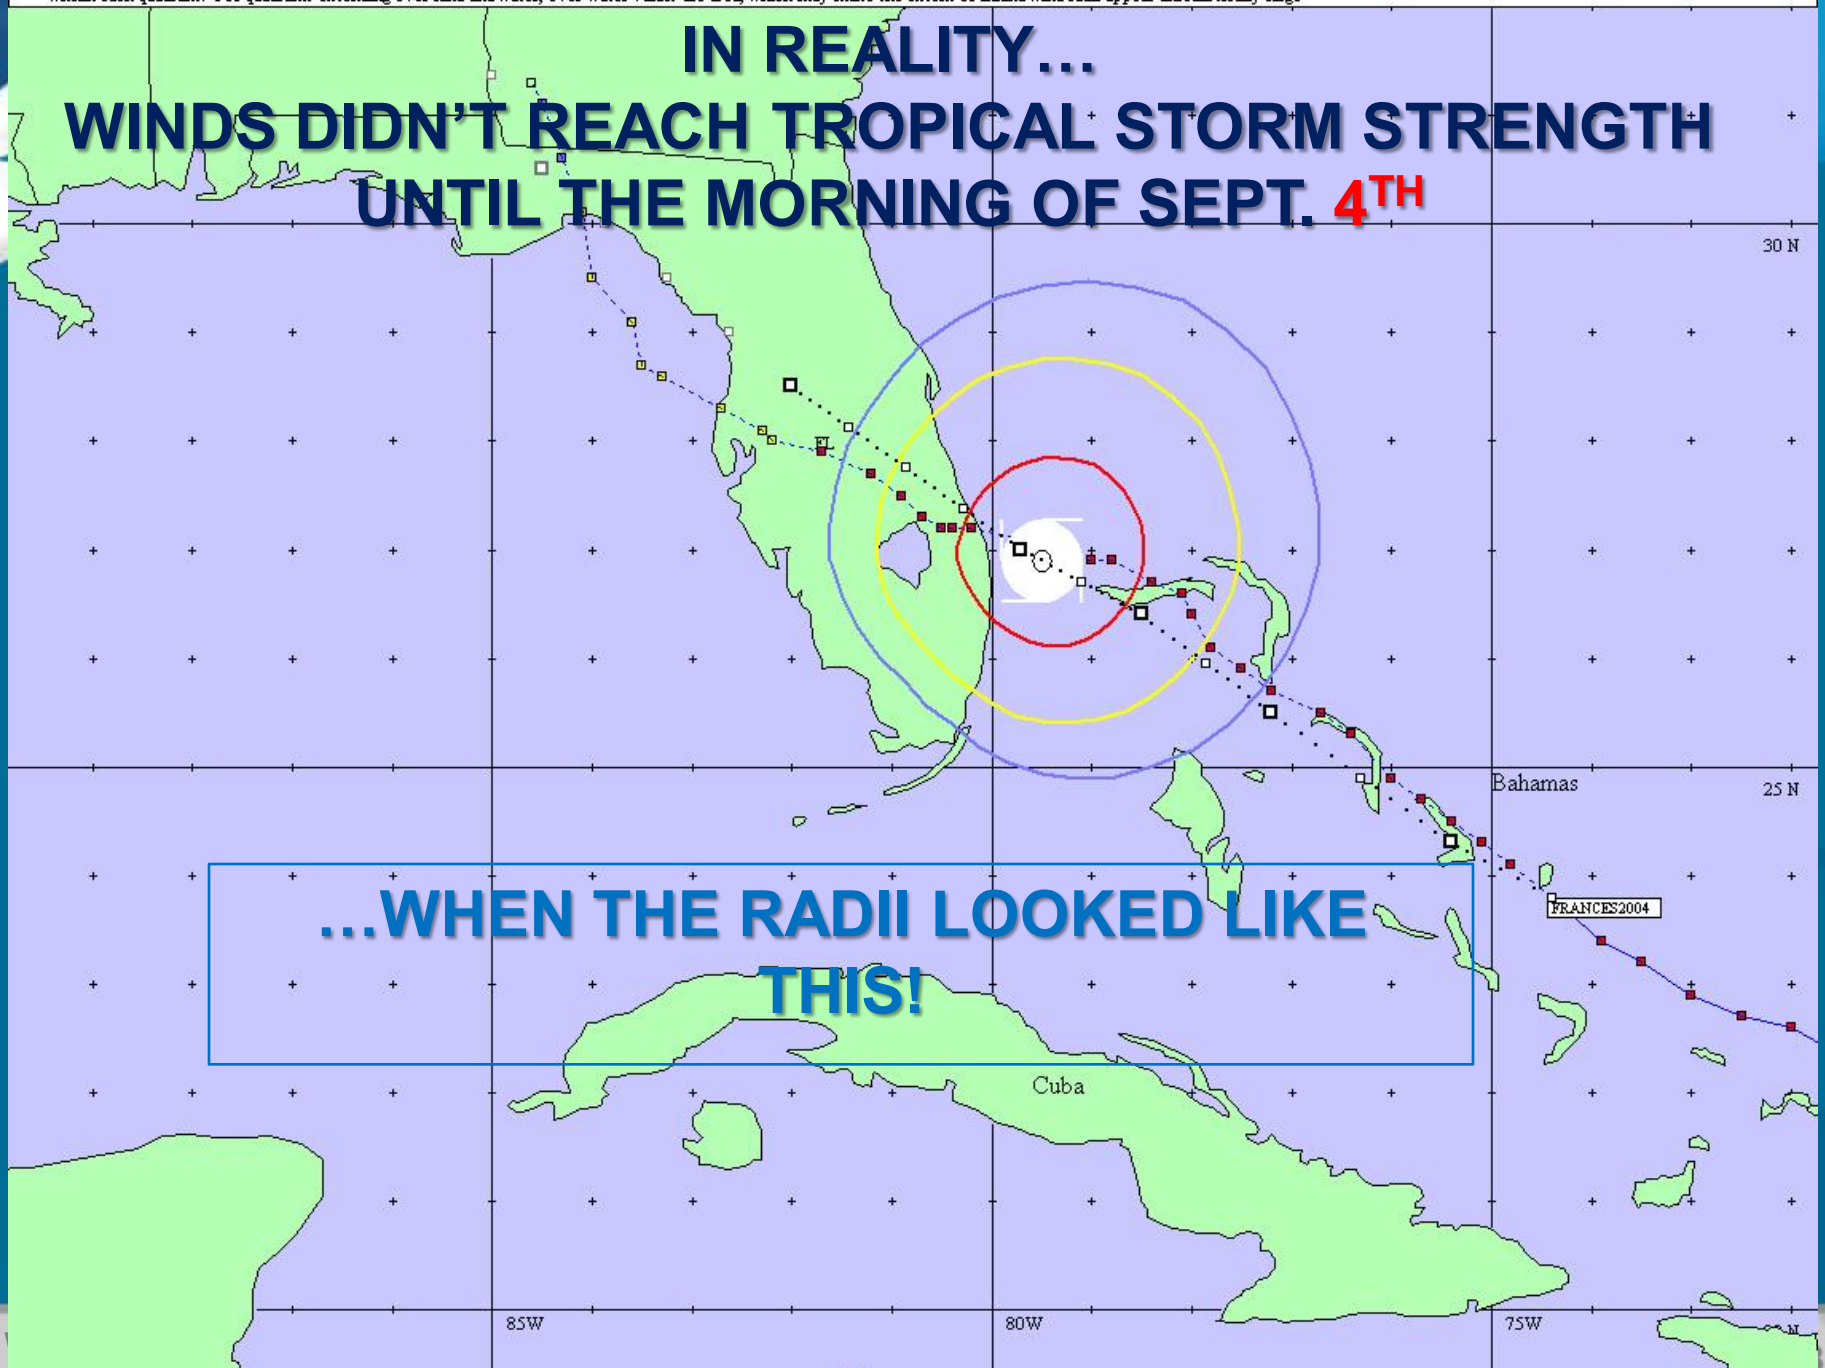 IN REALITY…
WINDS DIDN’T REACH TROPICAL STORM STRENGTH
UNTIL THE MORNING OF SEPT. 4TH
30 N
FL
Bahamas
25 N
FRANCES2004
…WHEN THE RADII LOOKED LIKE
THIS!
Cuba
85W
80W
75W
N